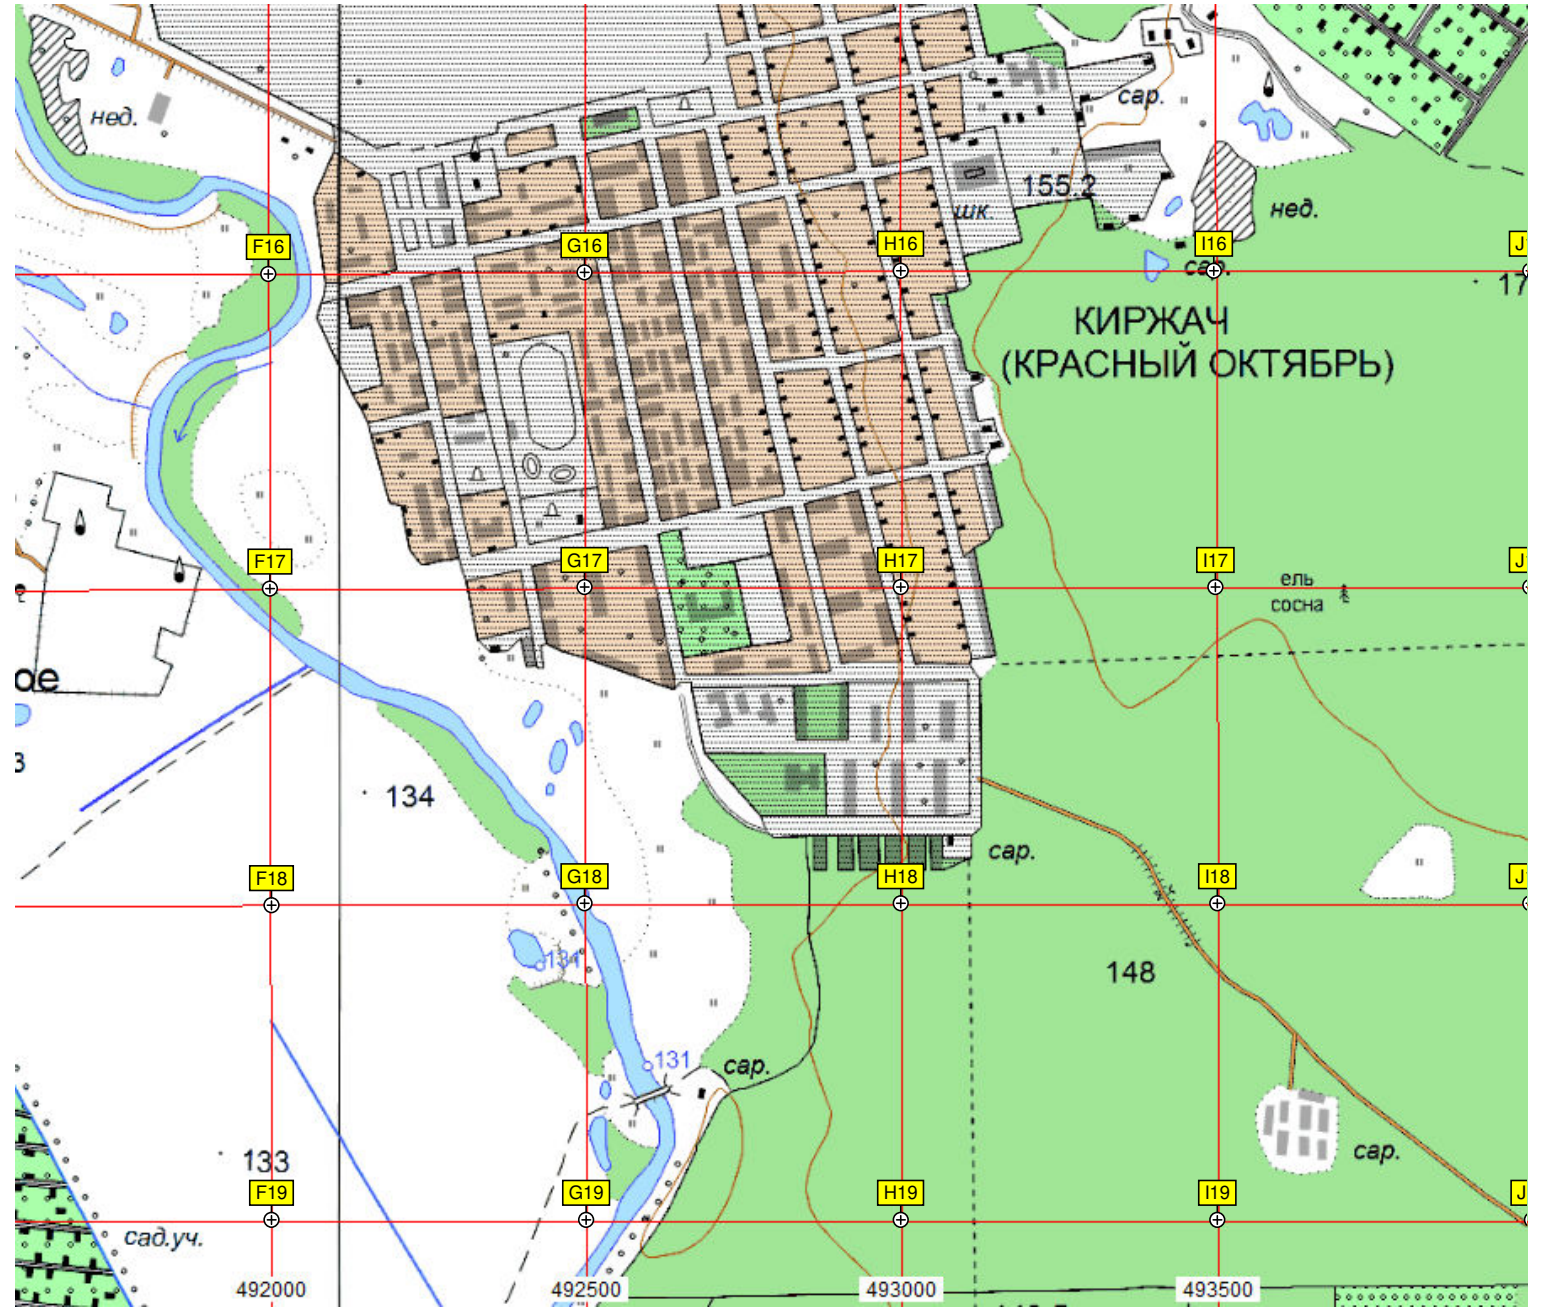 нед.
сар.
155.2
шк.
нед.
F16
G16
H16
I16
J
сар.
17
КИРЖАЧ
(КРАСНЫЙ ОКТЯБРЬ)
F17
G17
H17
I17
J
ель
сосна
ое
3
134
сар.
F18
G18
H18
I18
J
131
148
131
сар.
133
сар.
F19
G19
H19
I19
J
сад.уч.
492000
492500
493000
493500